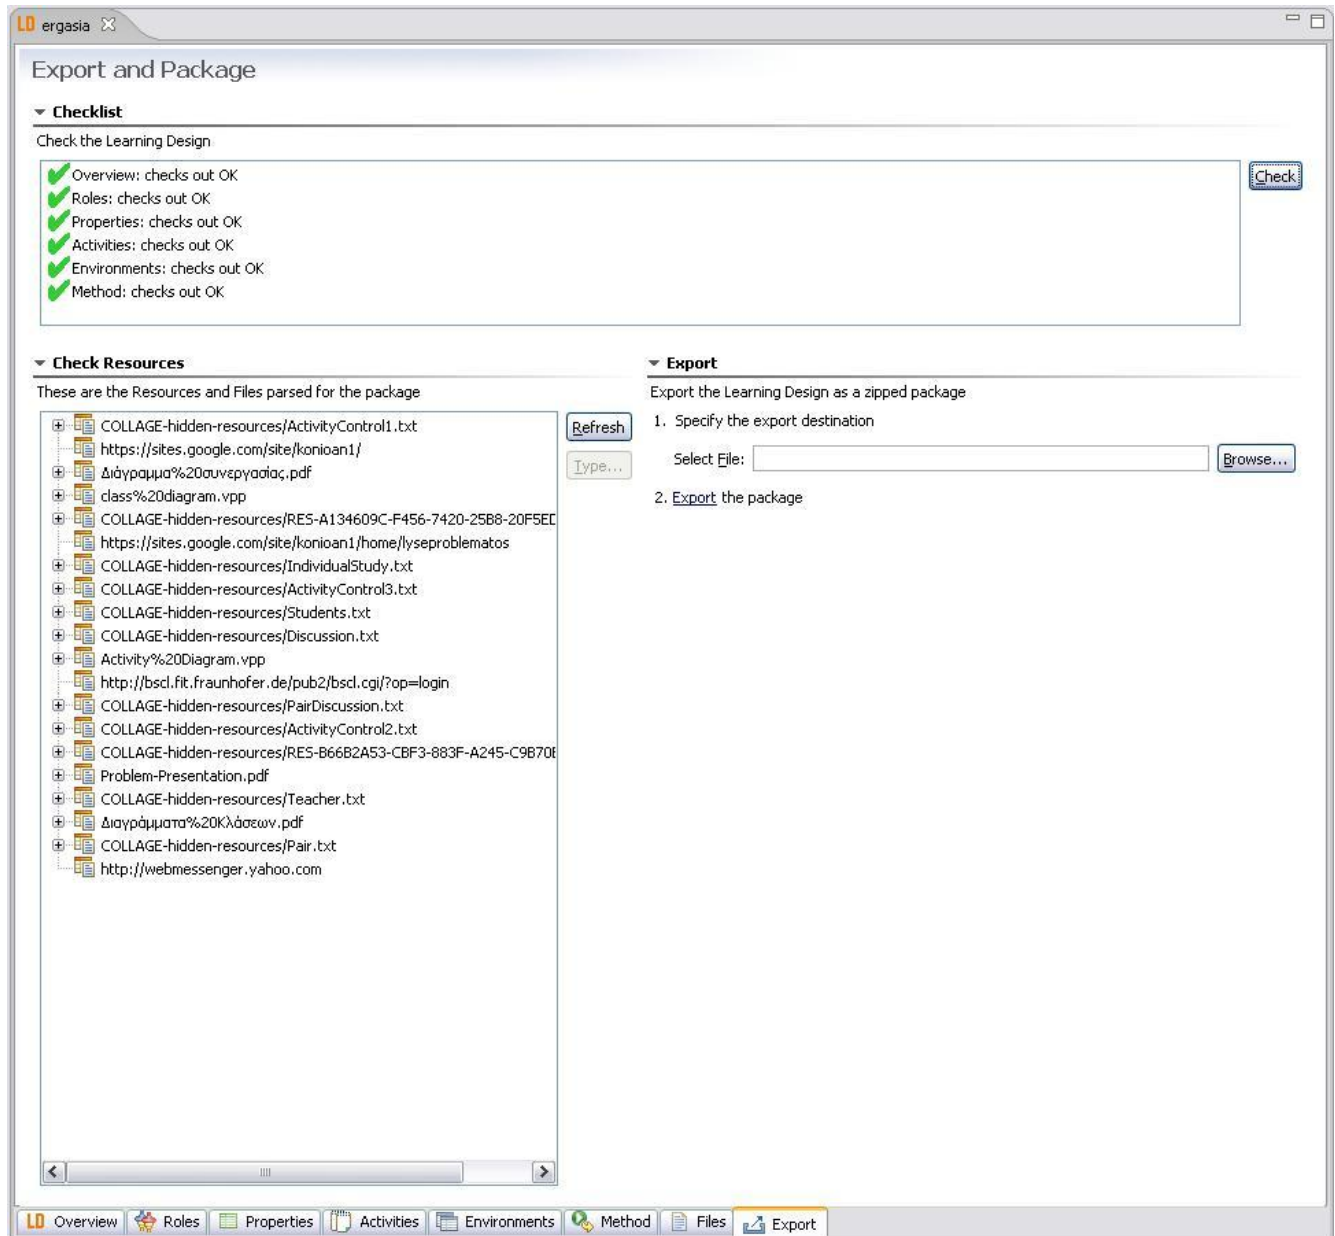 LD ergasia
Export and Package
Checklist
Check the Learning Design
Overview: checks out OK
Roles: checks out OK
Properties: checks out OK
Activities: checks out OK
Environments: checks out OK
Method: checks out OK
Check
Check Resources
These are the Resources and Files parsed for the package
COLLAGE-hidden-resources/ActivityControl1.txt
https://sites.google.com/site/konioan1/
Διάγραμμα%20συνεργασίας.pdf
class%20diagram.vpp
COLLAGE-hidden-resources/RES-A134609C-F456-7420-25B8-20F5ED
https://sites.google.com/site/konioan1/home/lyseproblematos
COLLAGE-hidden-resources/IndividualStudy.txt
COLLAGE-hidden-resources/ActivityControl3.txt
COLLAGE-hidden-resources/Students.txt
COLLAGE-hidden-resources/Discussion.txt
Activity%20Diagram.vpp
http://bscl.fit.fraunhofer.de/pub2/bscl.cgi/?op=login
COLLAGE-hidden-resources/PairDiscussion.txt
COLLAGE-hidden-resources/ActivityControl2.txt
COLLAGE-hidden-resources/RES-B66B2A53-CBF3-883F-A245-C9B70E
Problem-Presentation.pdf
COLLAGE-hidden-resources/Teacher.txt
Διαγράμματα%20Κλάσεων.pdf
COLLAGE-hidden-resources/Pair.txt
http://webmessenger.yahoo.com
Refresh
Type...
Export
Export the Learning Design as a zipped package
1. Specify the export destination
Select File:
Browse...
2. Export the package
LD Overview Roles Properties Activities Environments Method Files Export